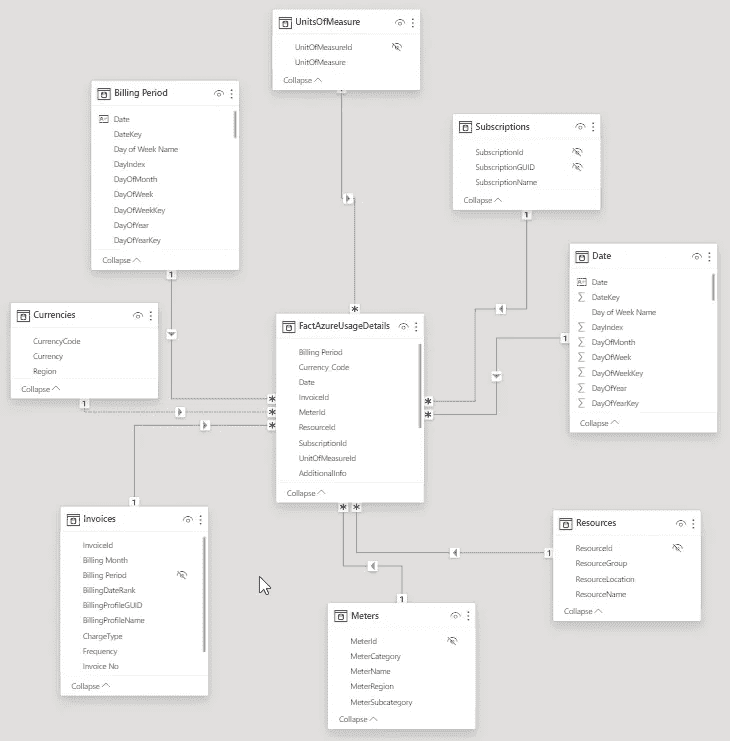 UnitsOfMeasure
UnitOfMeasureId
UnitOfMeasure
Collapse
Billing Period
Date
DateKey
Day of Week Name
DayIndex
DayOfMonth
DayOfWeek
DayOfWeekKey
DayOfYear
DayOfYearKey
Collapse
1
Subscriptions
SubscriptionId
SubscriptionGUID
SubscriptionName
Collapse
1
Date
Date
DateKey
Day of Week Name
DayIndex
DayOfMonth
DayOfWeek
DayOfWeekKey
DayOfYear
DayOfYearKey
Collapse
1
Currencies
CurrencyCode
Currency
Region
Collapse
1
*
FactAzureUsageDetails
Billing Period
Currency_Code
Date
InvoiceId
MeterId
ResourceId
SubscriptionId
UnitOfMeasureId
AdditionalInfo
Collapse
*
*
*
*
*
*
*
1
Invoices
InvoiceId
Billing Month
Billing Period
BillingDateRank
BillingProfileGUID
BillingProfileName
ChargeType
Frequency
Invoice No
Collapse
1
Meters
MeterId
MeterCategory
MeterName
MeterRegion
MeterSubcategory
Collapse
1
Resources
ResourceId
ResourceGroup
ResourceLocation
ResourceName
Collapse